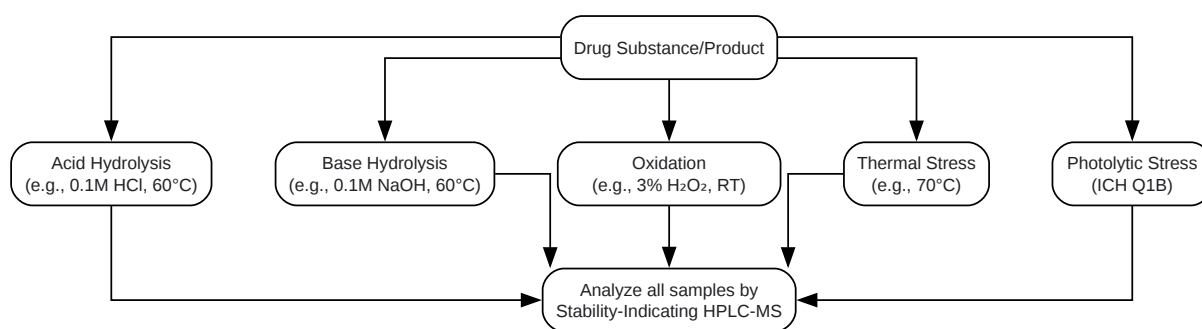 Drug Substance/Product
Acid Hydrolysis
(e.g., 0.1M HCl, 60°C)
Base Hydrolysis
(e.g., 0.1M NaOH, 60°C)
Oxidation
(e.g., 3% H₂O₂, RT)
Thermal Stress
(e.g., 70°C)
Photolytic Stress
(ICH Q1B)
Analyze all samples by
Stability-Indicating HPLC-MS